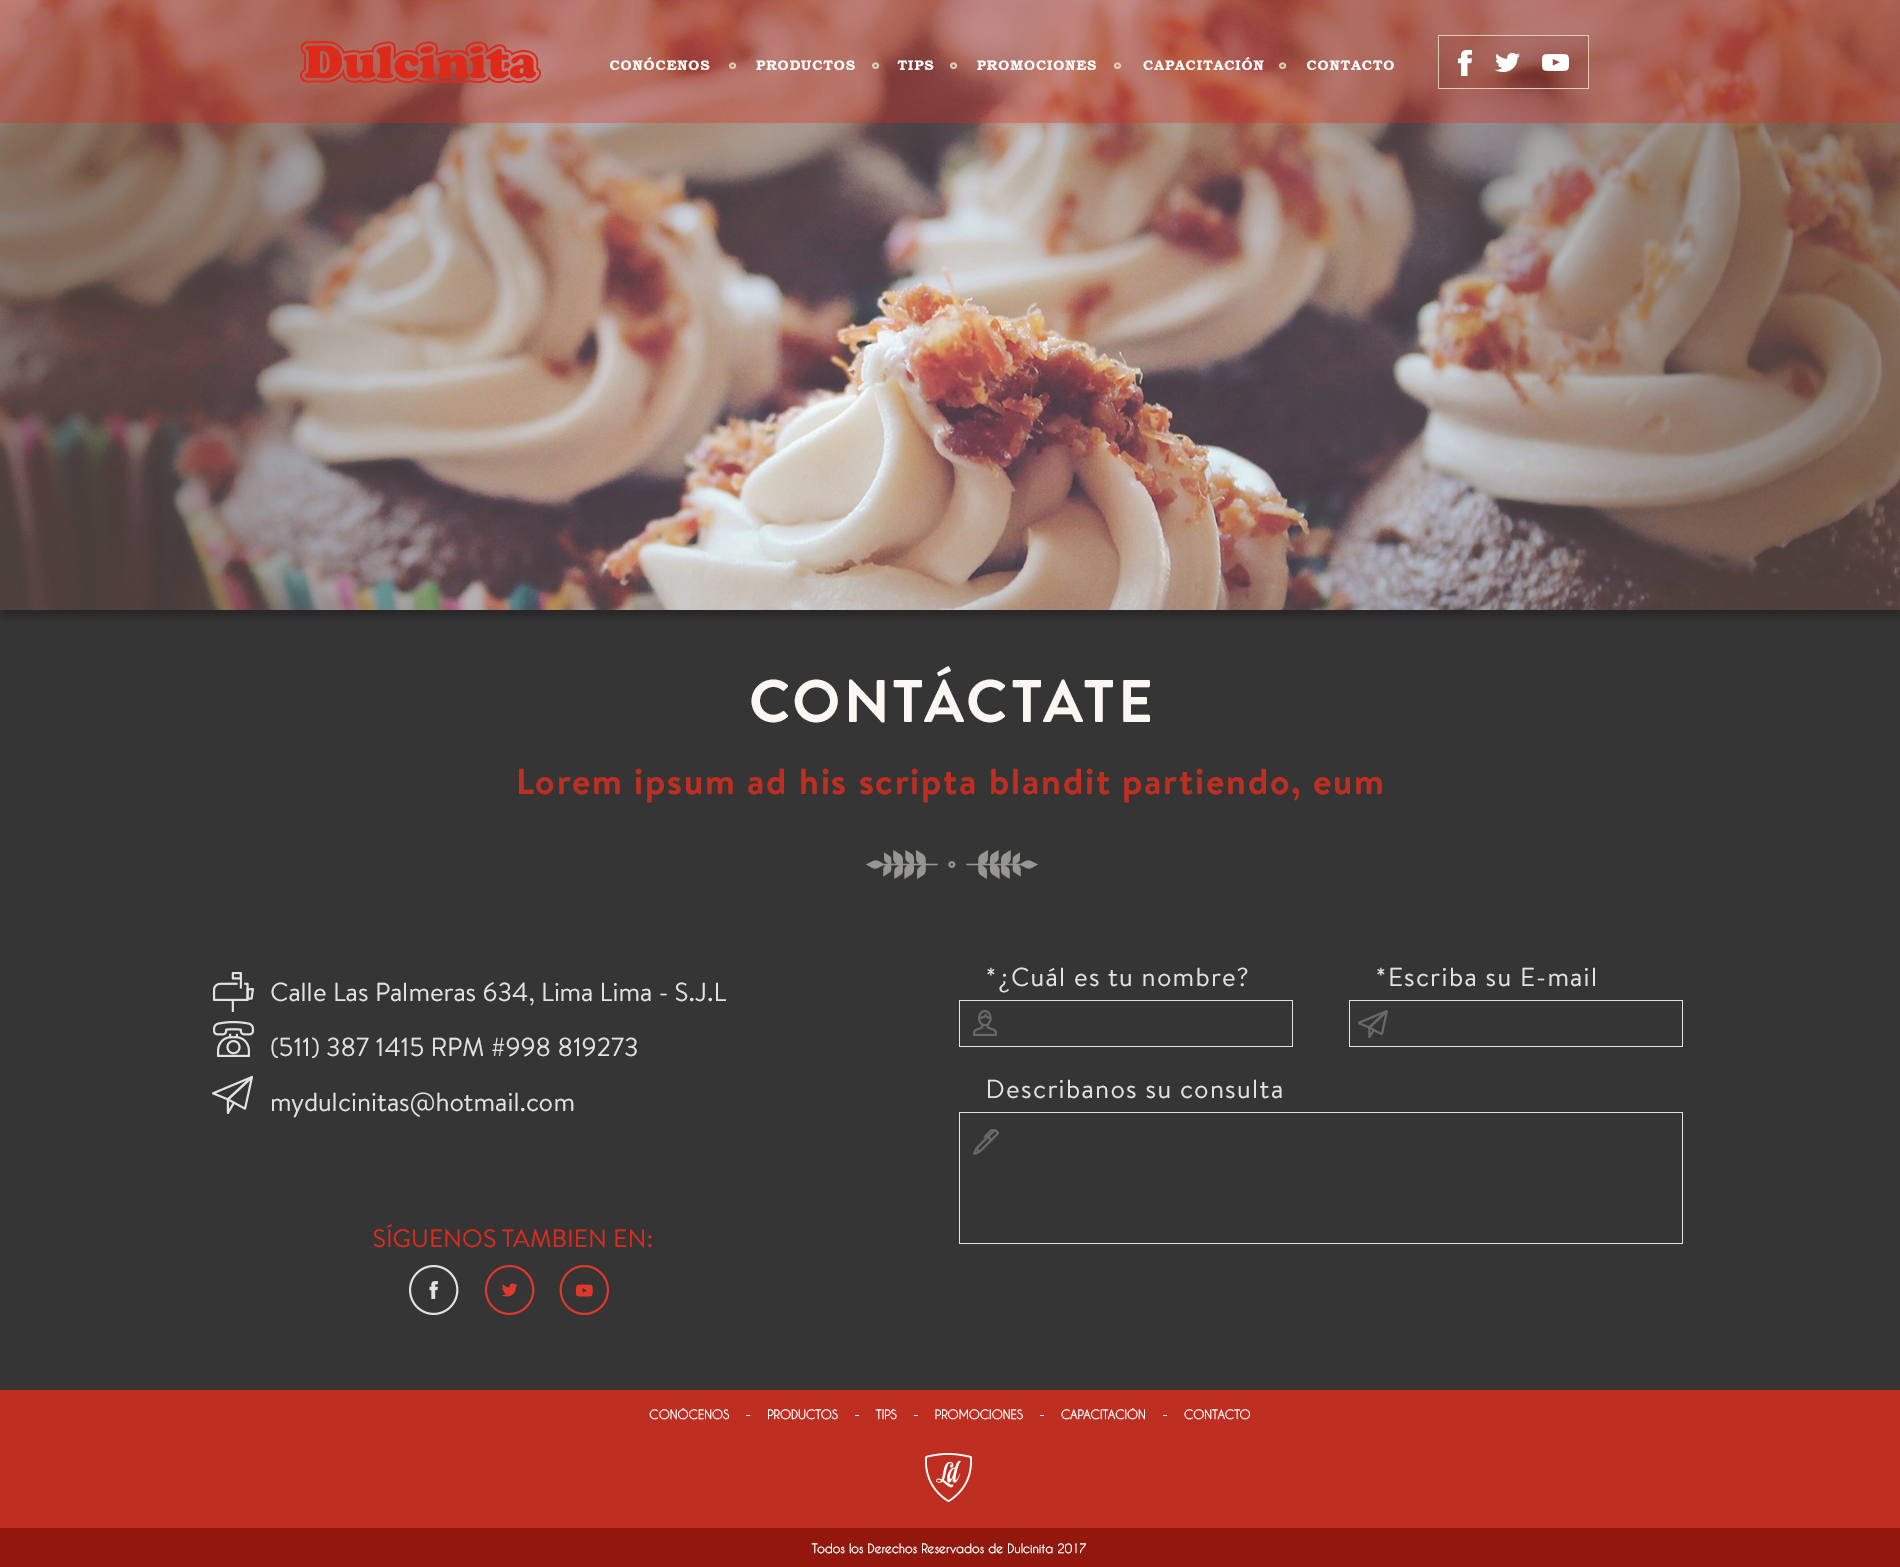 Dulcinita
CONÓCENOS PRODUCTOS TIPS PROMOCIONES CAPACITACIÓN CONTACTO
CONTÁCTATE
Lorem ipsum ad his scripta blandit partiendo, eum
Calle Las Palmeras 634, Lima Lima - S.J.L
(511) 387 1415 RPM #998 819273
mydulcinitas@hotmail.com
SÍGUENOS TAMBIEN EN:
*¿Cuál es tu nombre?
*Escriba su E-mail
Describanos su consulta
CONÓCENOS - PRODUCTOS - TIPS - PROMOCIONES - CAPACITACIÓN - CONTACTO
Ld
Todos los Derechos Reservados de Dulcinita 2017